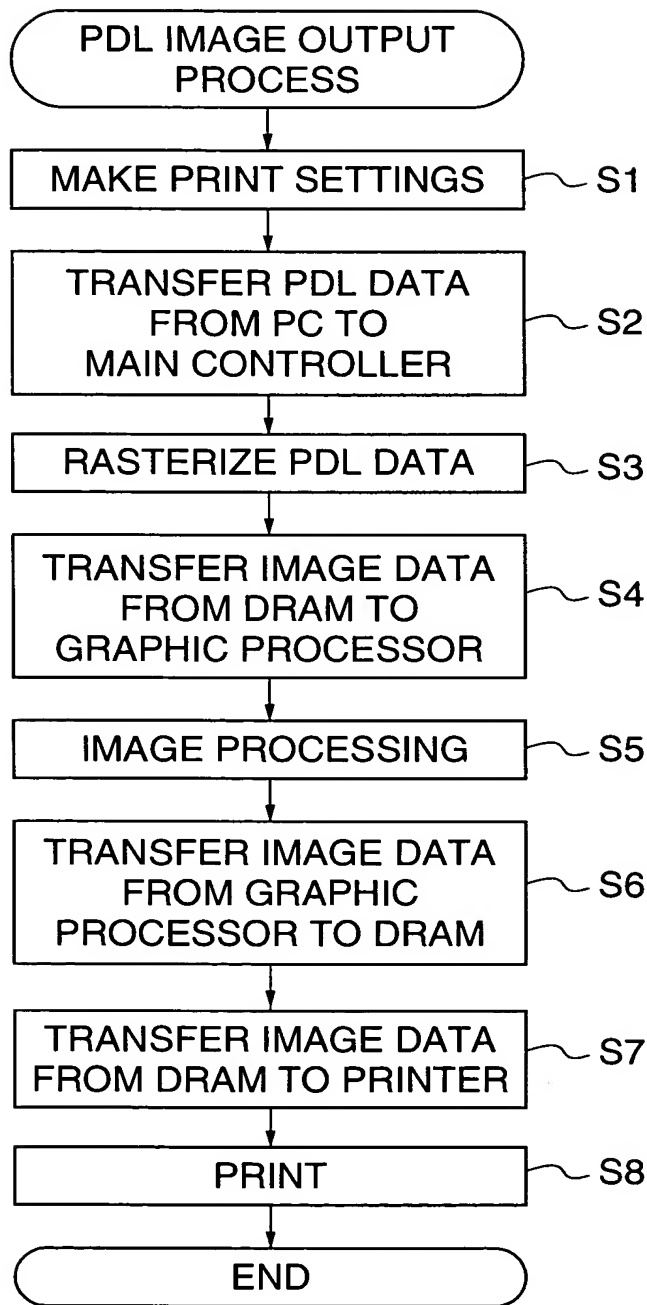 PDL IMAGE OUTPUT
PROCESS
MAKE PRINT SETTINGS
S1
TRANSFER PDL DATA
FROM PC TO
MAIN CONTROLLER
S2
RASTERIZE PDL DATA
S3
TRANSFER IMAGE DATA
FROM DRAM TO
GRAPHIC PROCESSOR
S4
IMAGE PROCESSING
S5
TRANSFER IMAGE DATA
FROM GRAPHIC
PROCESSOR TO DRAM
S6
TRANSFER IMAGE DATA
FROM DRAM TO PRINTER
S7
PRINT
S8
END